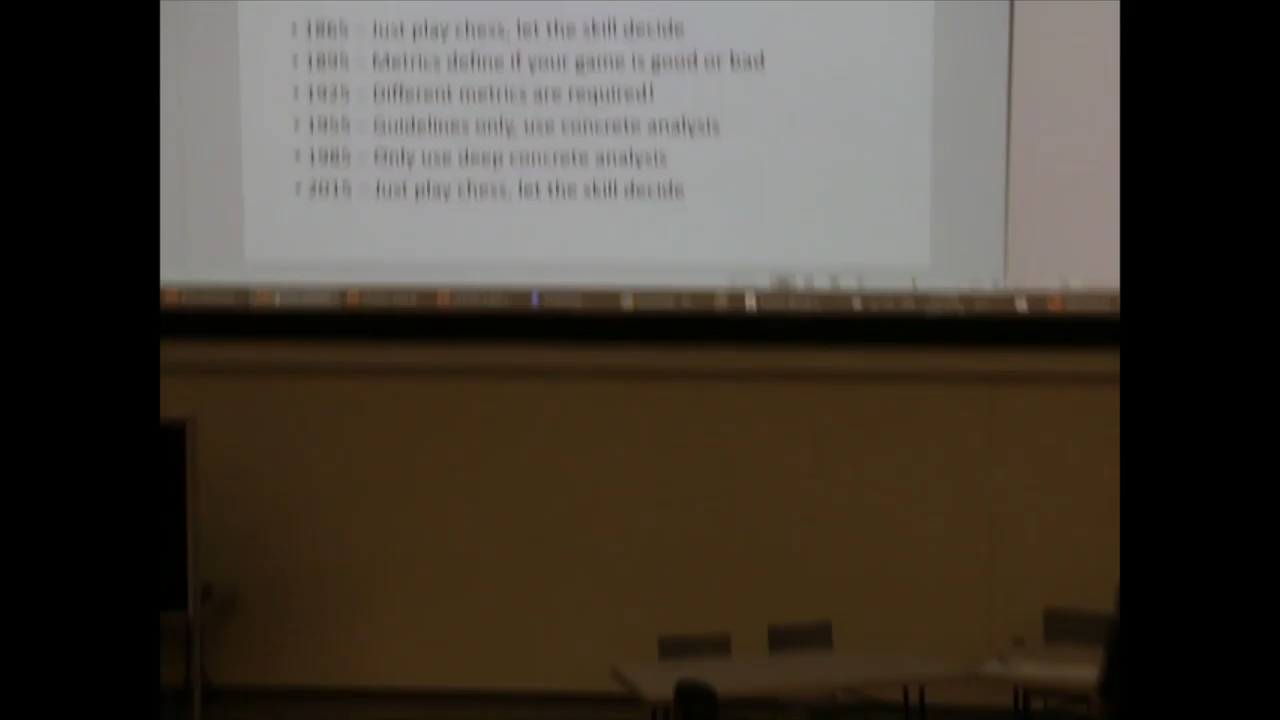 • 1865 – Just play chess, let the skill decide
• 1895 – Metrics define if your game is good or bad
• 1935 – Different metrics are required!
• 1955 – Guidelines only, use concrete analysis
• 1985 – Only use deep concrete analysis
• 2015 – Just play chess, let the skill decide